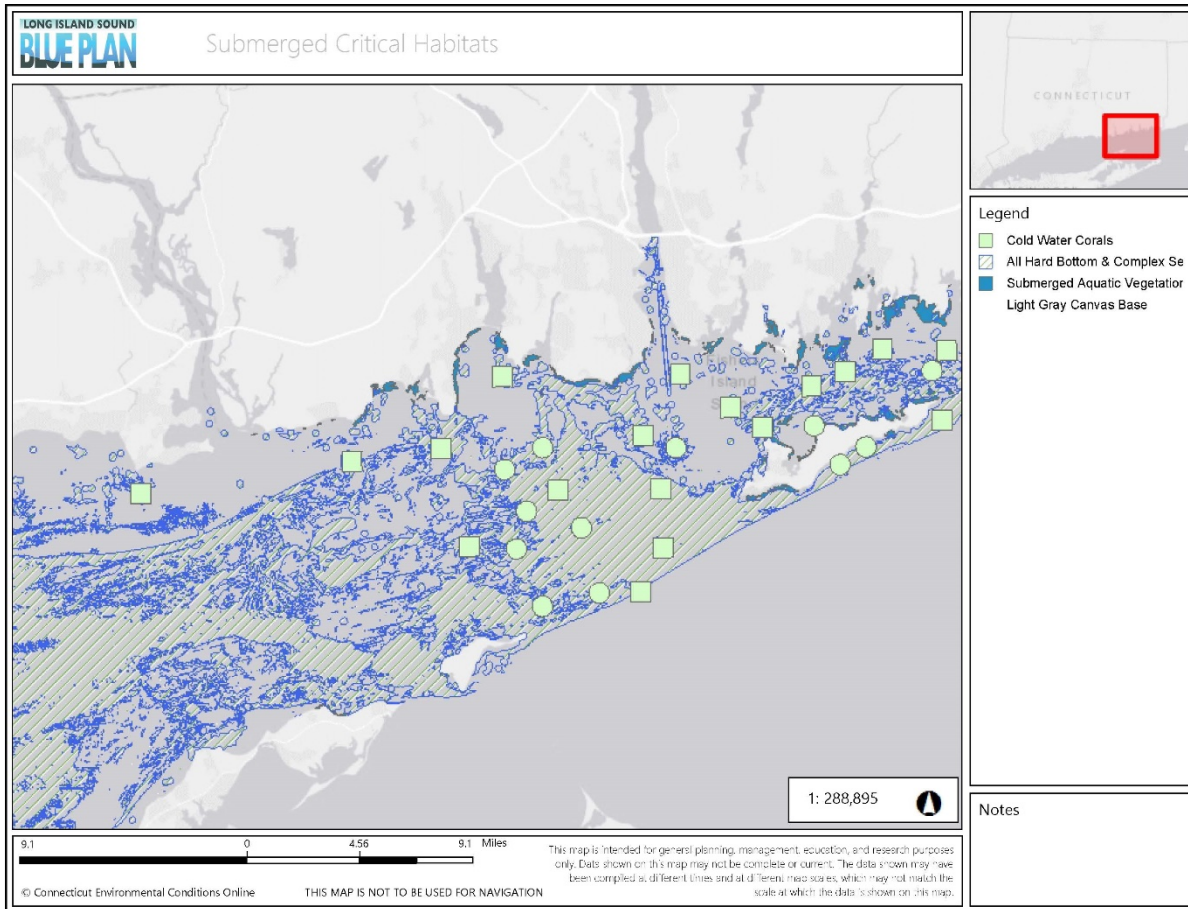 LONG ISLAND SOUND
BLUE PLAN
Submerged Critical Habitats
CONNECTICUT
Island
Legend
Cold Water Corals
All Hard Bottom & Complex Se
Submerged Aquatic Vegetatior
Light Gray Canvas Base
1: 288,895
Notes
9.1 0 4.56 9.1 Miles
This map is intended for general planning, management, education, and research purposes
only. Data shown on this map may not be complete or current. The data shown may have
been compiled at different times and at different map scales, which may not match the
scale at which the data is shown on this map.
© Connecticut Environmental Conditions Online
THIS MAP IS NOT TO BE USED FOR NAVIGATION